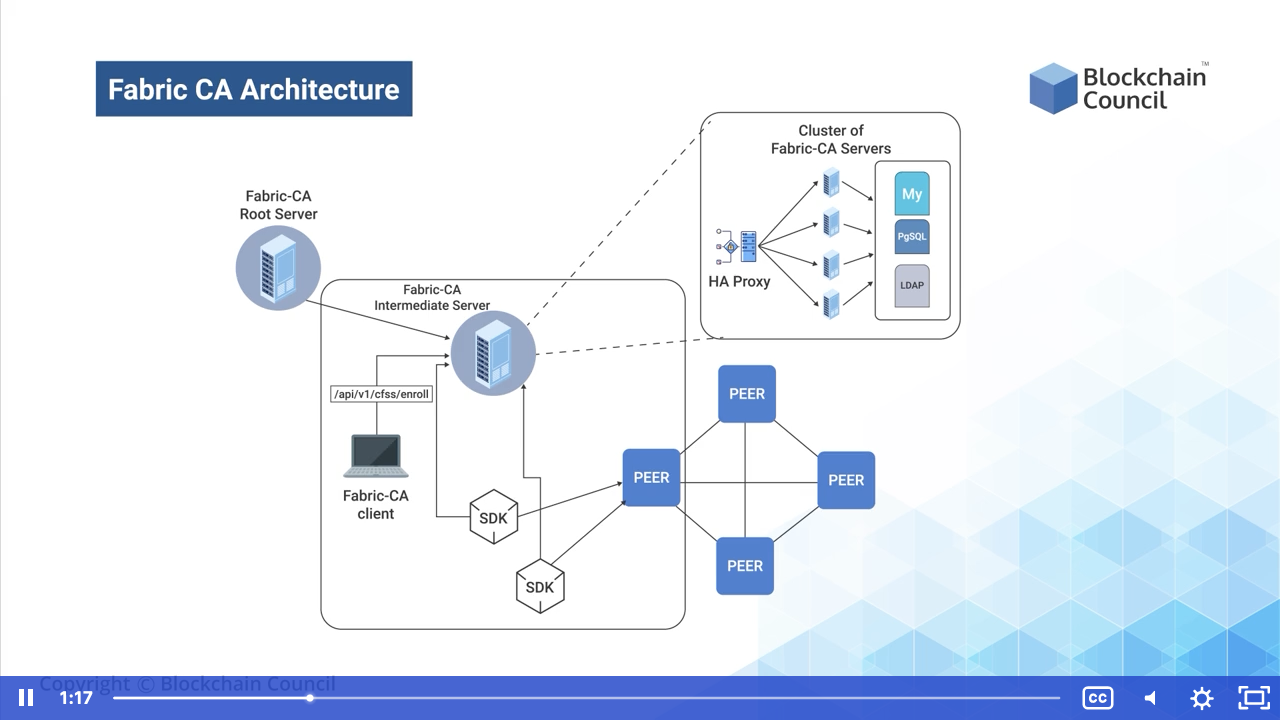 Fabric CA Architecture
Blockchain
Council
TM
Cluster of
Fabric-CA Servers
My
PgSQL
LDAP
HA Proxy
Fabric-CA
Root Server
Fabric-CA
Intermediate Server
/api/v1/cfss/enroll
Fabric-CA
client
SDK
SDK
PEER
PEER
PEER
PEER
Copyright © Blockchain Council
1:17
CC